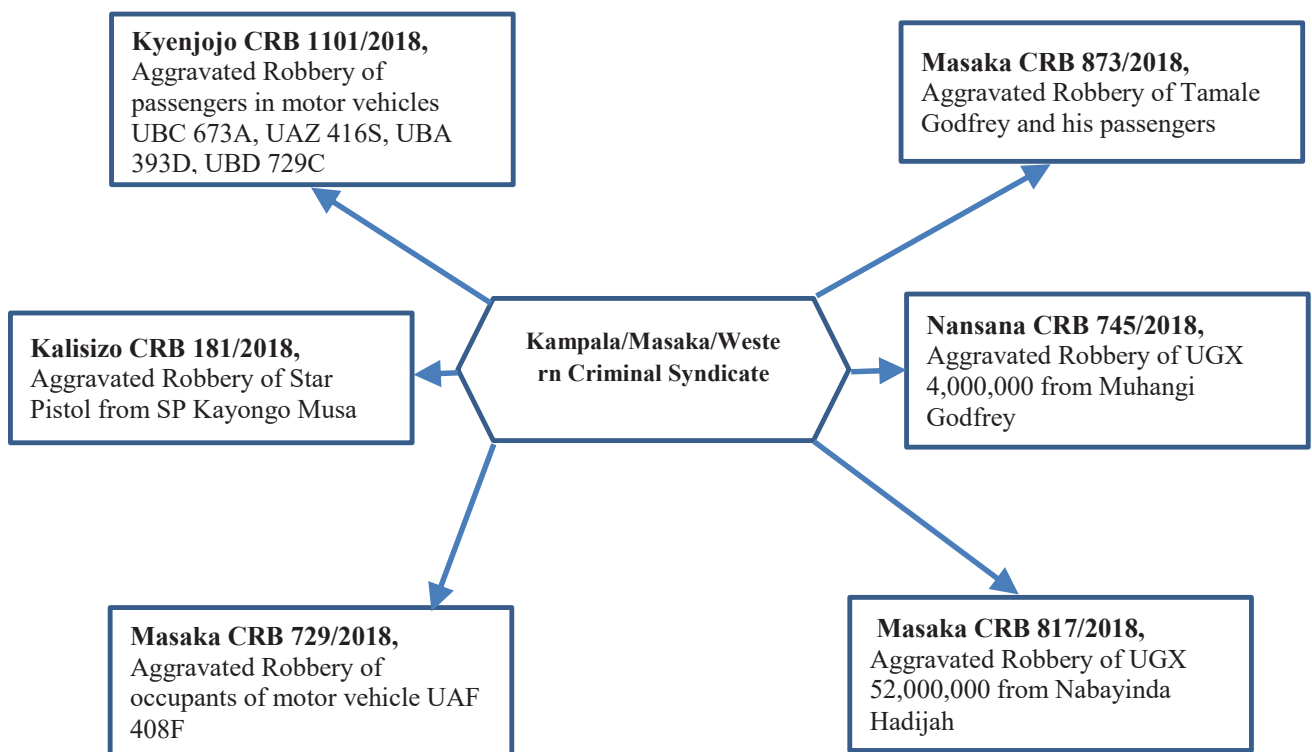 Kyenjojo CRB 1101/2018,
Aggravated Robbery of
passengers in motor vehicles
UBC 673A, UAZ 416S, UBA
393D, UBD 729C
Masaka CRB 873/2018,
Aggravated Robbery of Tamale
Godfrey and his passengers
Kalisizo CRB 181/2018,
Aggravated Robbery of Star
Pistol from SP Kayongo Musa
Kampala/Masaka/Weste
rn Criminal Syndicate
Nansana CRB 745/2018,
Aggravated Robbery of UGX
4,000,000 from Muhangi
Godfrey
Masaka CRB 729/2018,
Aggravated Robbery of
occupants of motor vehicle UAF
408F
Masaka CRB 817/2018,
Aggravated Robbery of UGX
52,000,000 from Nabayinda
Hadijah